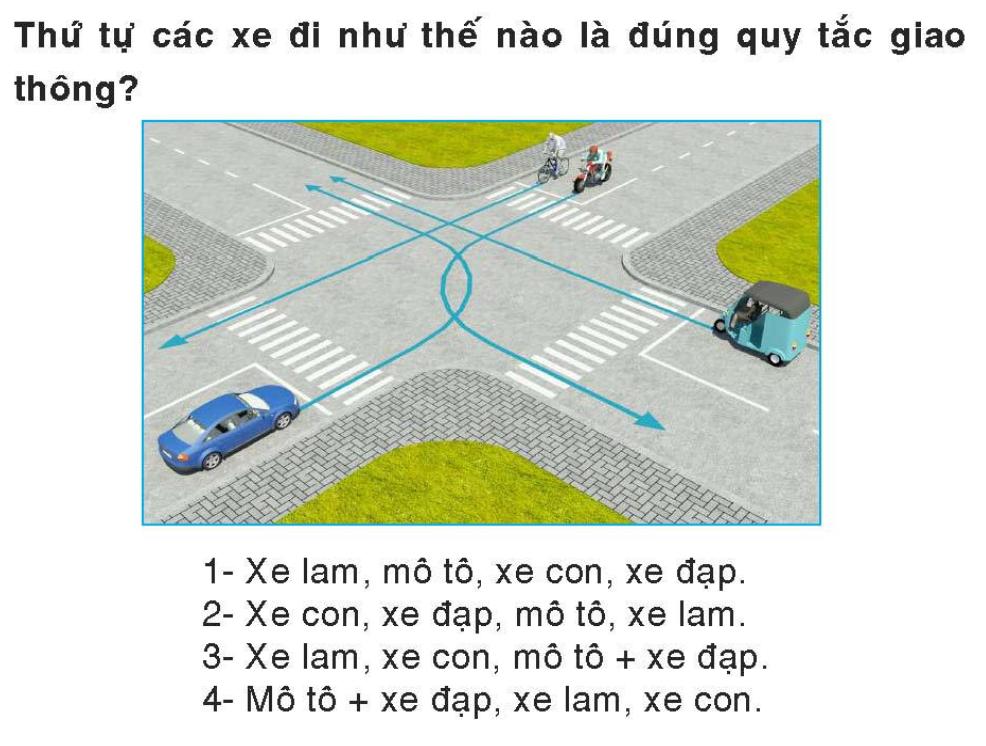 Thứ tự các xe đi như thế nào là đúng quy tắc giao
thông?
1- Xe lam, mô tô, xe con, xe đạp.
2- Xe con, xe đạp, mô tô, xe lam.
3- Xe lam, xe con, mô tô + xe đạp.
4- Mô tô + xe đạp, xe lam, xe con.